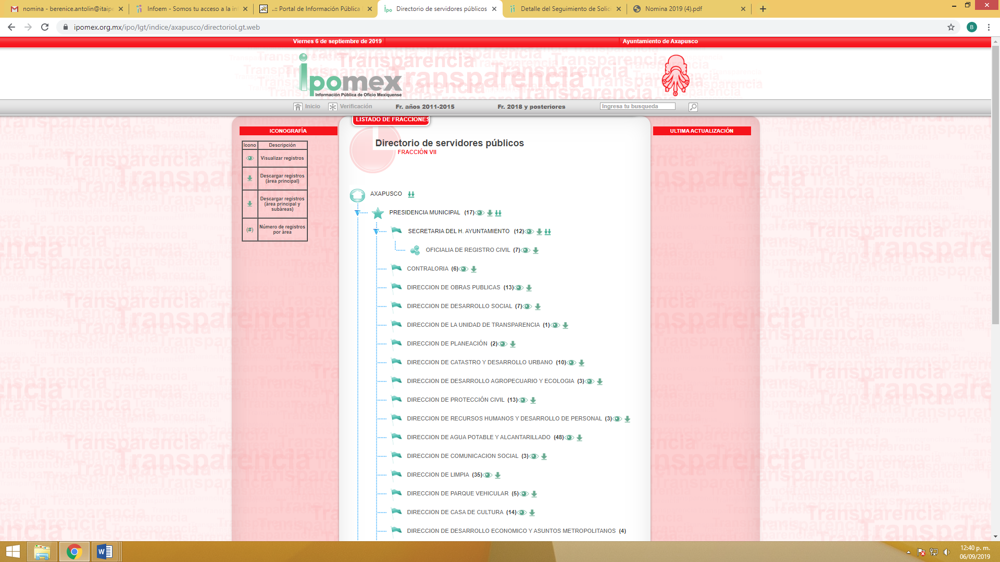 nomina - berenice.antolin@itaipe
Infoem - Somos tu acceso a la in
..:: Portal de Información Pública
Directorio de servidores públicos
Detalle del Seguimiento de Solici
Nomina 2019 (4).pdf
ipomex.org.mx/ipo/lgt/indice/axapusco/directorioLgt.web
B
Viernes 6 de septiembre de 2019
Ayuntamiento de Axapusco
Transparencia
ipomex
Información Pública de Oficio Mexiquense
Inicio
Verificación
Fr. años 2011-2015
Fr. 2018 y posteriores
Ingresa tu busqueda
LISTADO DE FRACCIONES
ICONOGRAFÍA
ULTIMA ACTUALIZACIÓN
Icono Descripción
Visualizar registros
Descargar registros
(área principal)
Descargar registros
(área principal y
subáreas)
(#) Número de registros
por área
Directorio de servidores públicos
FRACCIÓN VII
AXAPUSCO
PRESIDENCIA MUNICIPAL (17)
SECRETARIA DEL H. AYUNTAMIENTO (12)
OFICIALIA DE REGISTRO CIVIL (7)
CONTRALORIA (6)
DIRECCION DE OBRAS PUBLICAS (13)
DIRECCION DE DESARROLLO SOCIAL (7)
DIRECCION DE LA UNIDAD DE TRANSPARENCIA (1)
DIRECCION DE PLANEACIÓN (2)
DIRECCION DE CATASTRO Y DESARROLLO URBANO (10)
DIRECCION DE DESARROLLO AGROPECUARIO Y ECOLOGIA (3)
DIRECCION DE PROTECCIÓN CIVIL (13)
DIRECCION DE RECURSOS HUMANOS Y DESARROLLO DE PERSONAL (3)
DIRECCION DE AGUA POTABLE Y ALCANTARILLADO (48)
DIRECCION DE COMUNICACION SOCIAL (3)
DIRECCION DE LIMPIA (35)
DIRECCION DE PARQUE VEHICULAR (5)
DIRECCION DE CASA DE CULTURA (14)
DIRECCION DE DESARROLLO ECONOMICO Y ASUNTOS METROPOLITANOS (4)
12:40 p. m.
06/09/2019